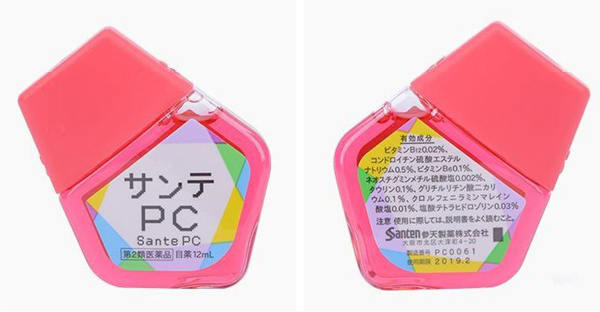 サンテ
PC
Sante PC
第2類医薬品 目薬12mL
有効成分
ビタミンB12 0.02%、
コンドロイチン硫酸エステル
ナトリウム0.5%、ビタミンB6 0.1%、
ネオスチグミンメチル硫酸塩0.002%、
タウリン0.1%、グリチルリチン酸二カリ
ウム0.1%、クロルフェニラミンマレイン
酸塩0.01%、塩酸テトラヒドロゾリン0.03%
注意 使用に際しては、説明書をよく読むこと。
Santen 参天製薬株式会社
大阪市北区大深町4-20
製造番号 PC0061
使用期限 2019.2